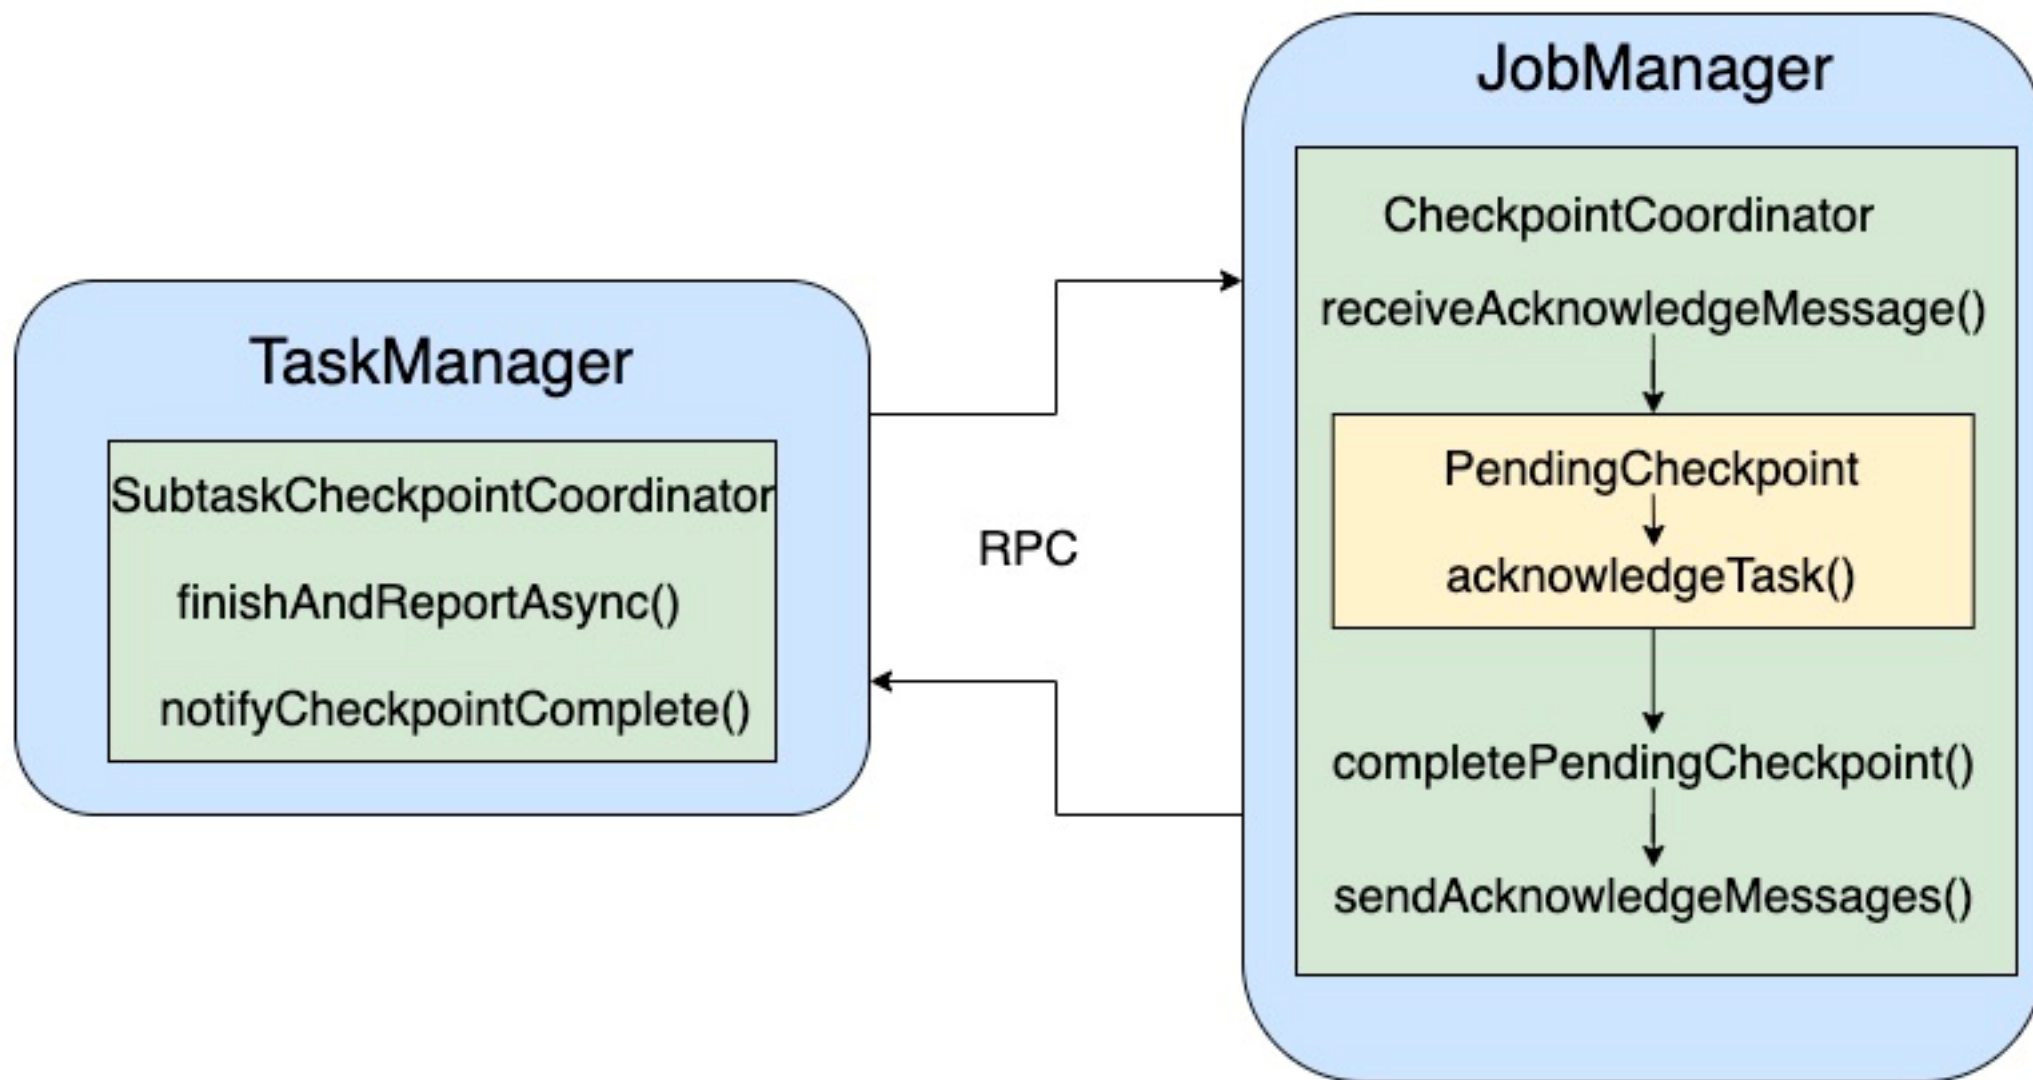 TaskManager
SubtaskCheckpointCoordinator
finishAndReportAsync()
notifyCheckpointComplete()
RPC
JobManager
CheckpointCoordinator
receiveAcknowledgeMessage()
PendingCheckpoint
acknowledgeTask()
completePendingCheckpoint()
sendAcknowledgeMessages()